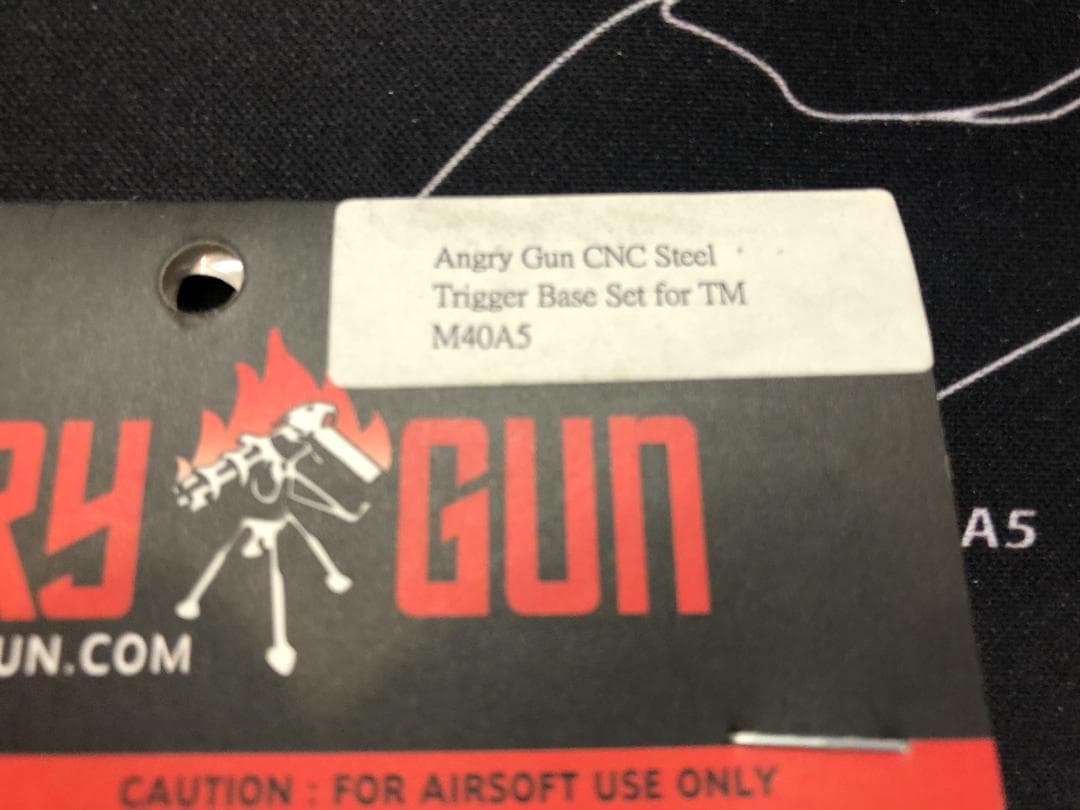 Angry Gun CNC Steel
Trigger Base Set for TM
M40A5
RY GUN
A5
UN.COM
CAUTION : FOR AIRSOFT USE ONLY